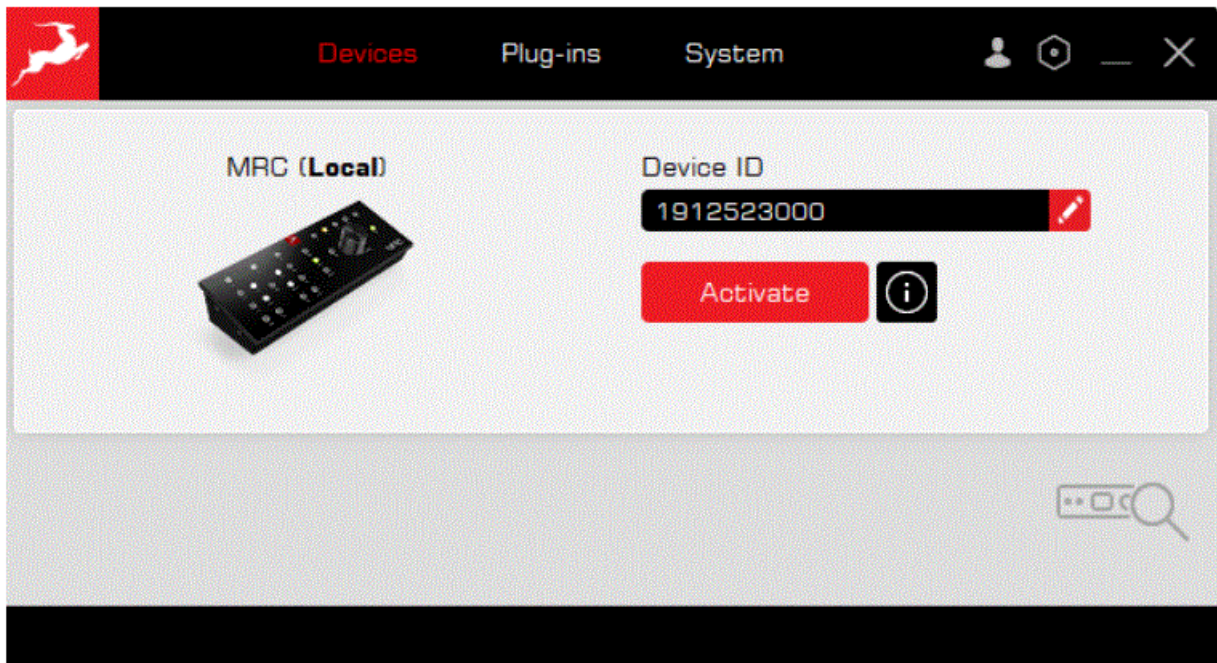 Devices Plug-ins System
MRC (Local)
Device ID
1912523000
Activate